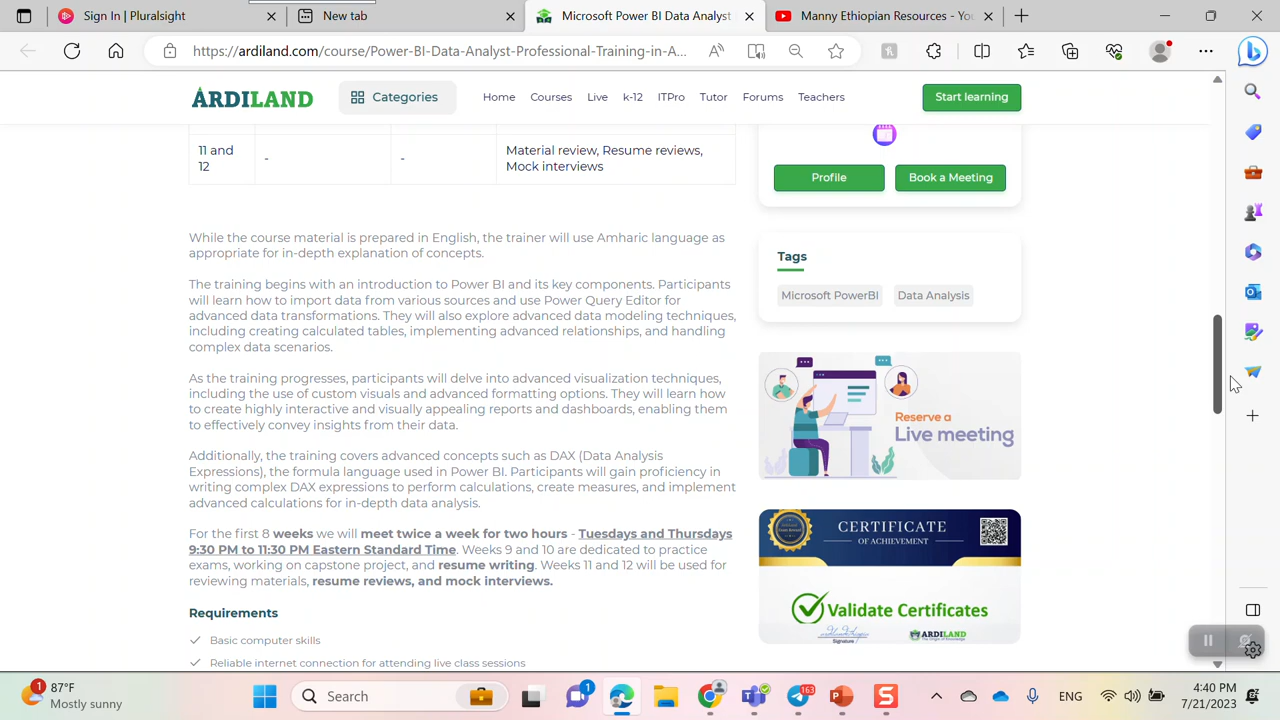 Sign In | Pluralsight
New tab
Microsoft Power BI Data Analyst
Manny Ethiopian Resources - You
https://ardiland.com/course/Power-BI-Data-Analyst-Professional-Training-in-A...
ARDILAND
Categories
Home
Courses
Live
k-12
ITPro
Tutor
Forums
Teachers
Start learning
11 and
12
-
-
Material review, Resume reviews,
Mock interviews
While the course material is prepared in English, the trainer will use Amharic language as
appropriate for in-depth explanation of concepts.
The training begins with an introduction to Power BI and its key components. Participants
will learn how to import data from various sources and use Power Query Editor for
advanced data transformations. They will also explore advanced data modeling techniques,
including creating calculated tables, implementing advanced relationships, and handling
complex data scenarios.
As the training progresses, participants will delve into advanced visualization techniques,
including the use of custom visuals and advanced formatting options. They will learn how
to create highly interactive and visually appealing reports and dashboards, enabling them
to effectively convey insights from their data.
Additionally, the training covers advanced concepts such as DAX (Data Analysis
Expressions), the formula language used in Power BI. Participants will gain proficiency in
writing complex DAX expressions to perform calculations, create measures, and implement
advanced calculations for in-depth data analysis.
For the first 8 weeks we will meet twice a week for two hours - Tuesdays and Thursdays
9:30 PM to 11:30 PM Eastern Standard Time. Weeks 9 and 10 are dedicated to practice
exams, working on capstone project, and resume writing. Weeks 11 and 12 will be used for
reviewing materials, resume reviews, and mock interviews.
Requirements
Basic computer skills
Reliable internet connection for attending live class sessions
Profile
Book a Meeting
Tags
Microsoft PowerBI
Data Analysis
Reserve a
Live meeting
CERTIFICATE
OF ACHIEVEMENT
Validate Certificates
Signature
ARDILAND
1
87°F
Mostly sunny
Search
1
163
ENG
4:40 PM
7/21/2023